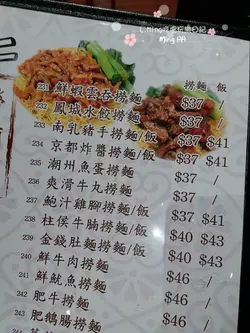 撈麵 飯
231 鮮蝦雲吞撈麵 $37 /
232 鳳城水餃撈麵 $37 /
233 南乳豬手撈麵/飯 $37 / $41
234 京都炸醬撈麵/飯 $37 / $41
235 潮州魚蛋撈麵 $37 /
236 爽滑牛丸撈麵 $37 /
237 鮑汁雞腳撈麵/飯 $37 / $41
238 柱侯牛腩撈麵/飯 $40 / $43
239 金錢肚麵撈麵/飯 $40 / $43
240 鮮牛肉撈麵 $46 /
241 鮮魷魚撈麵 $46 /
242 肥牛撈麵 $46 /
243 肥鵝腸撈麵 $46 /
244